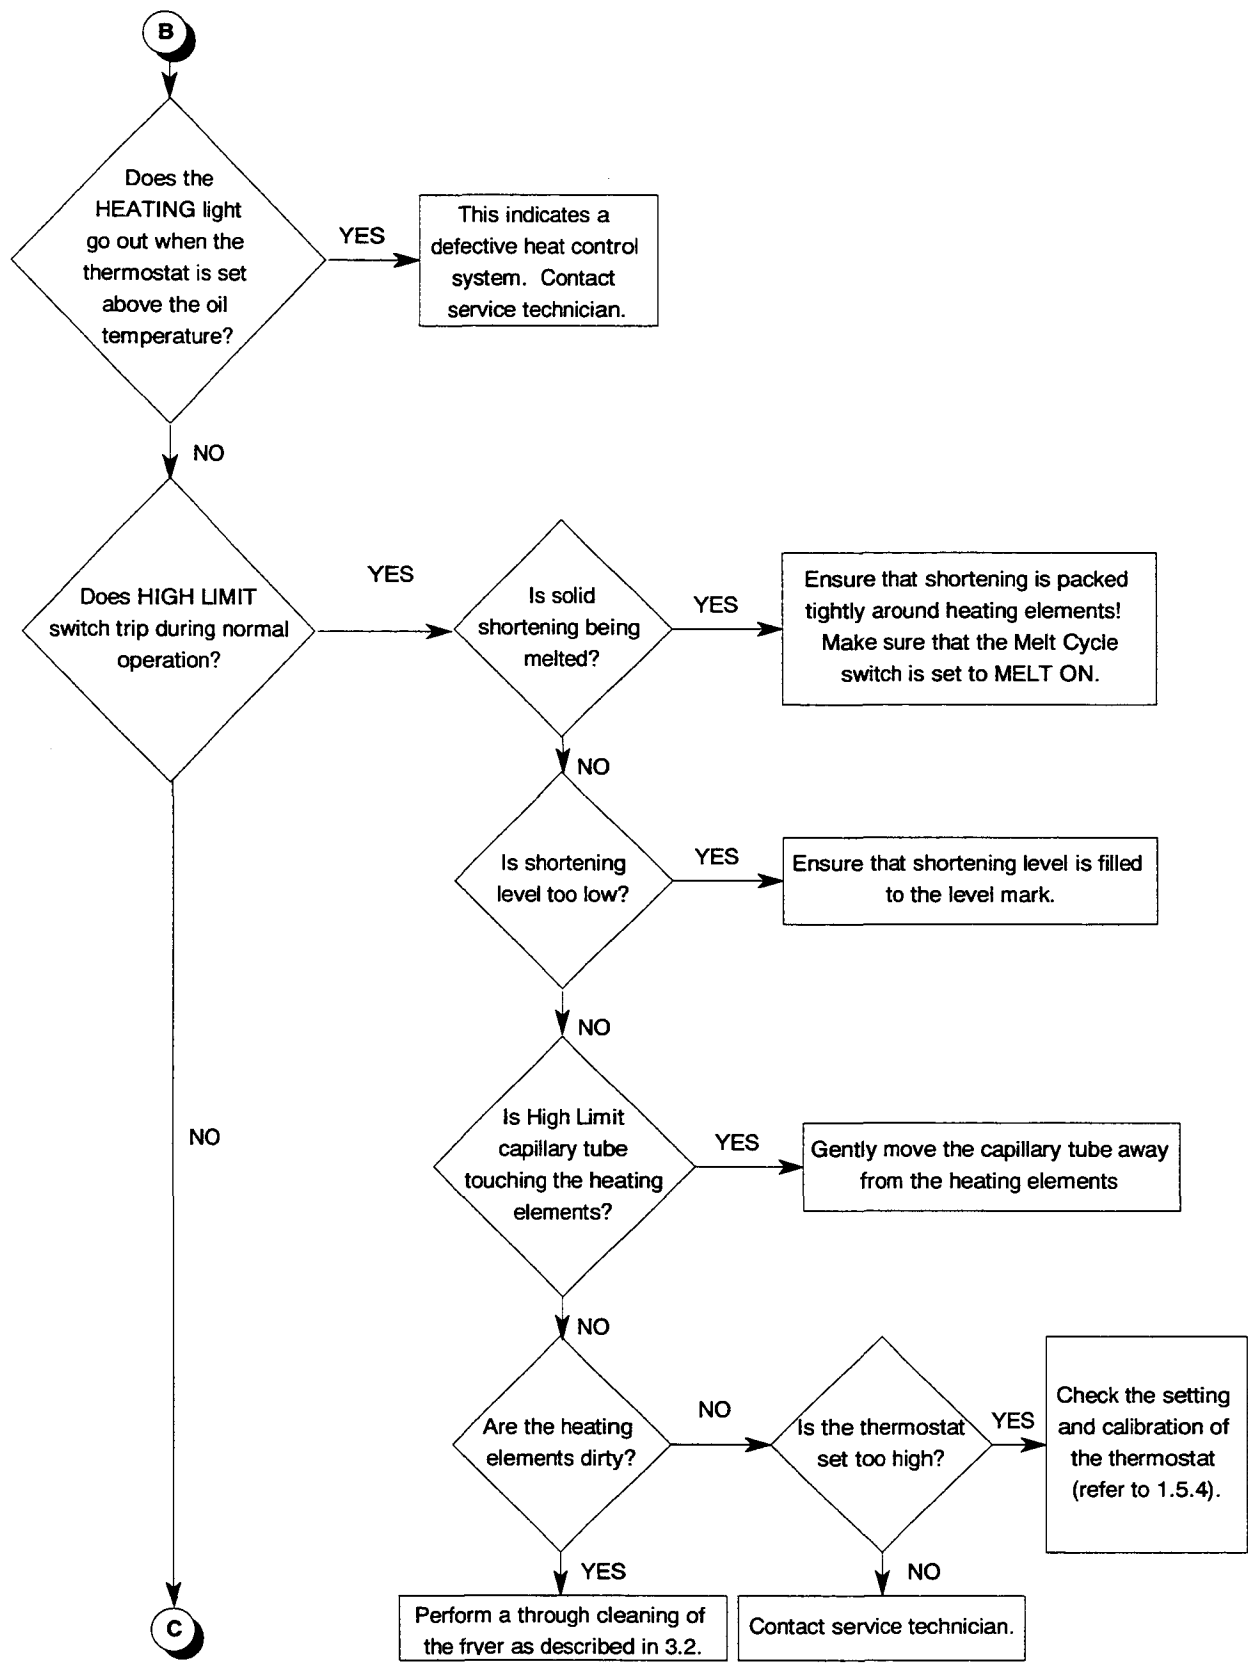 B
Does the
HEATING light
go out when the
thermostat is set
above the oil
temperature?
YES
This indicates a
defective heat control
system. Contact
service technician.
NO
Does HIGH LIMIT
switch trip during normal
operation?
YES
Is solid
shortening being
melted?
YES
Ensure that shortening is packed
tightly around heating elements!
Make sure that the Melt Cycle
switch is set to MELT ON.
NO
Is shortening
level too low?
YES
Ensure that shortening level is filled
to the level mark.
NO
Is High Limit
capillary tube
touching the heating
elements?
YES
Gently move the capillary tube away
from the heating elements
NO
NO
Are the heating
elements dirty?
NO
Is the thermostat
set too high?
YES
Check the setting
and calibration of
the thermostat
(refer to 1.5.4).
YES
Perform a through cleaning of
the fryer as described in 3.2.
NO
Contact service technician.
C